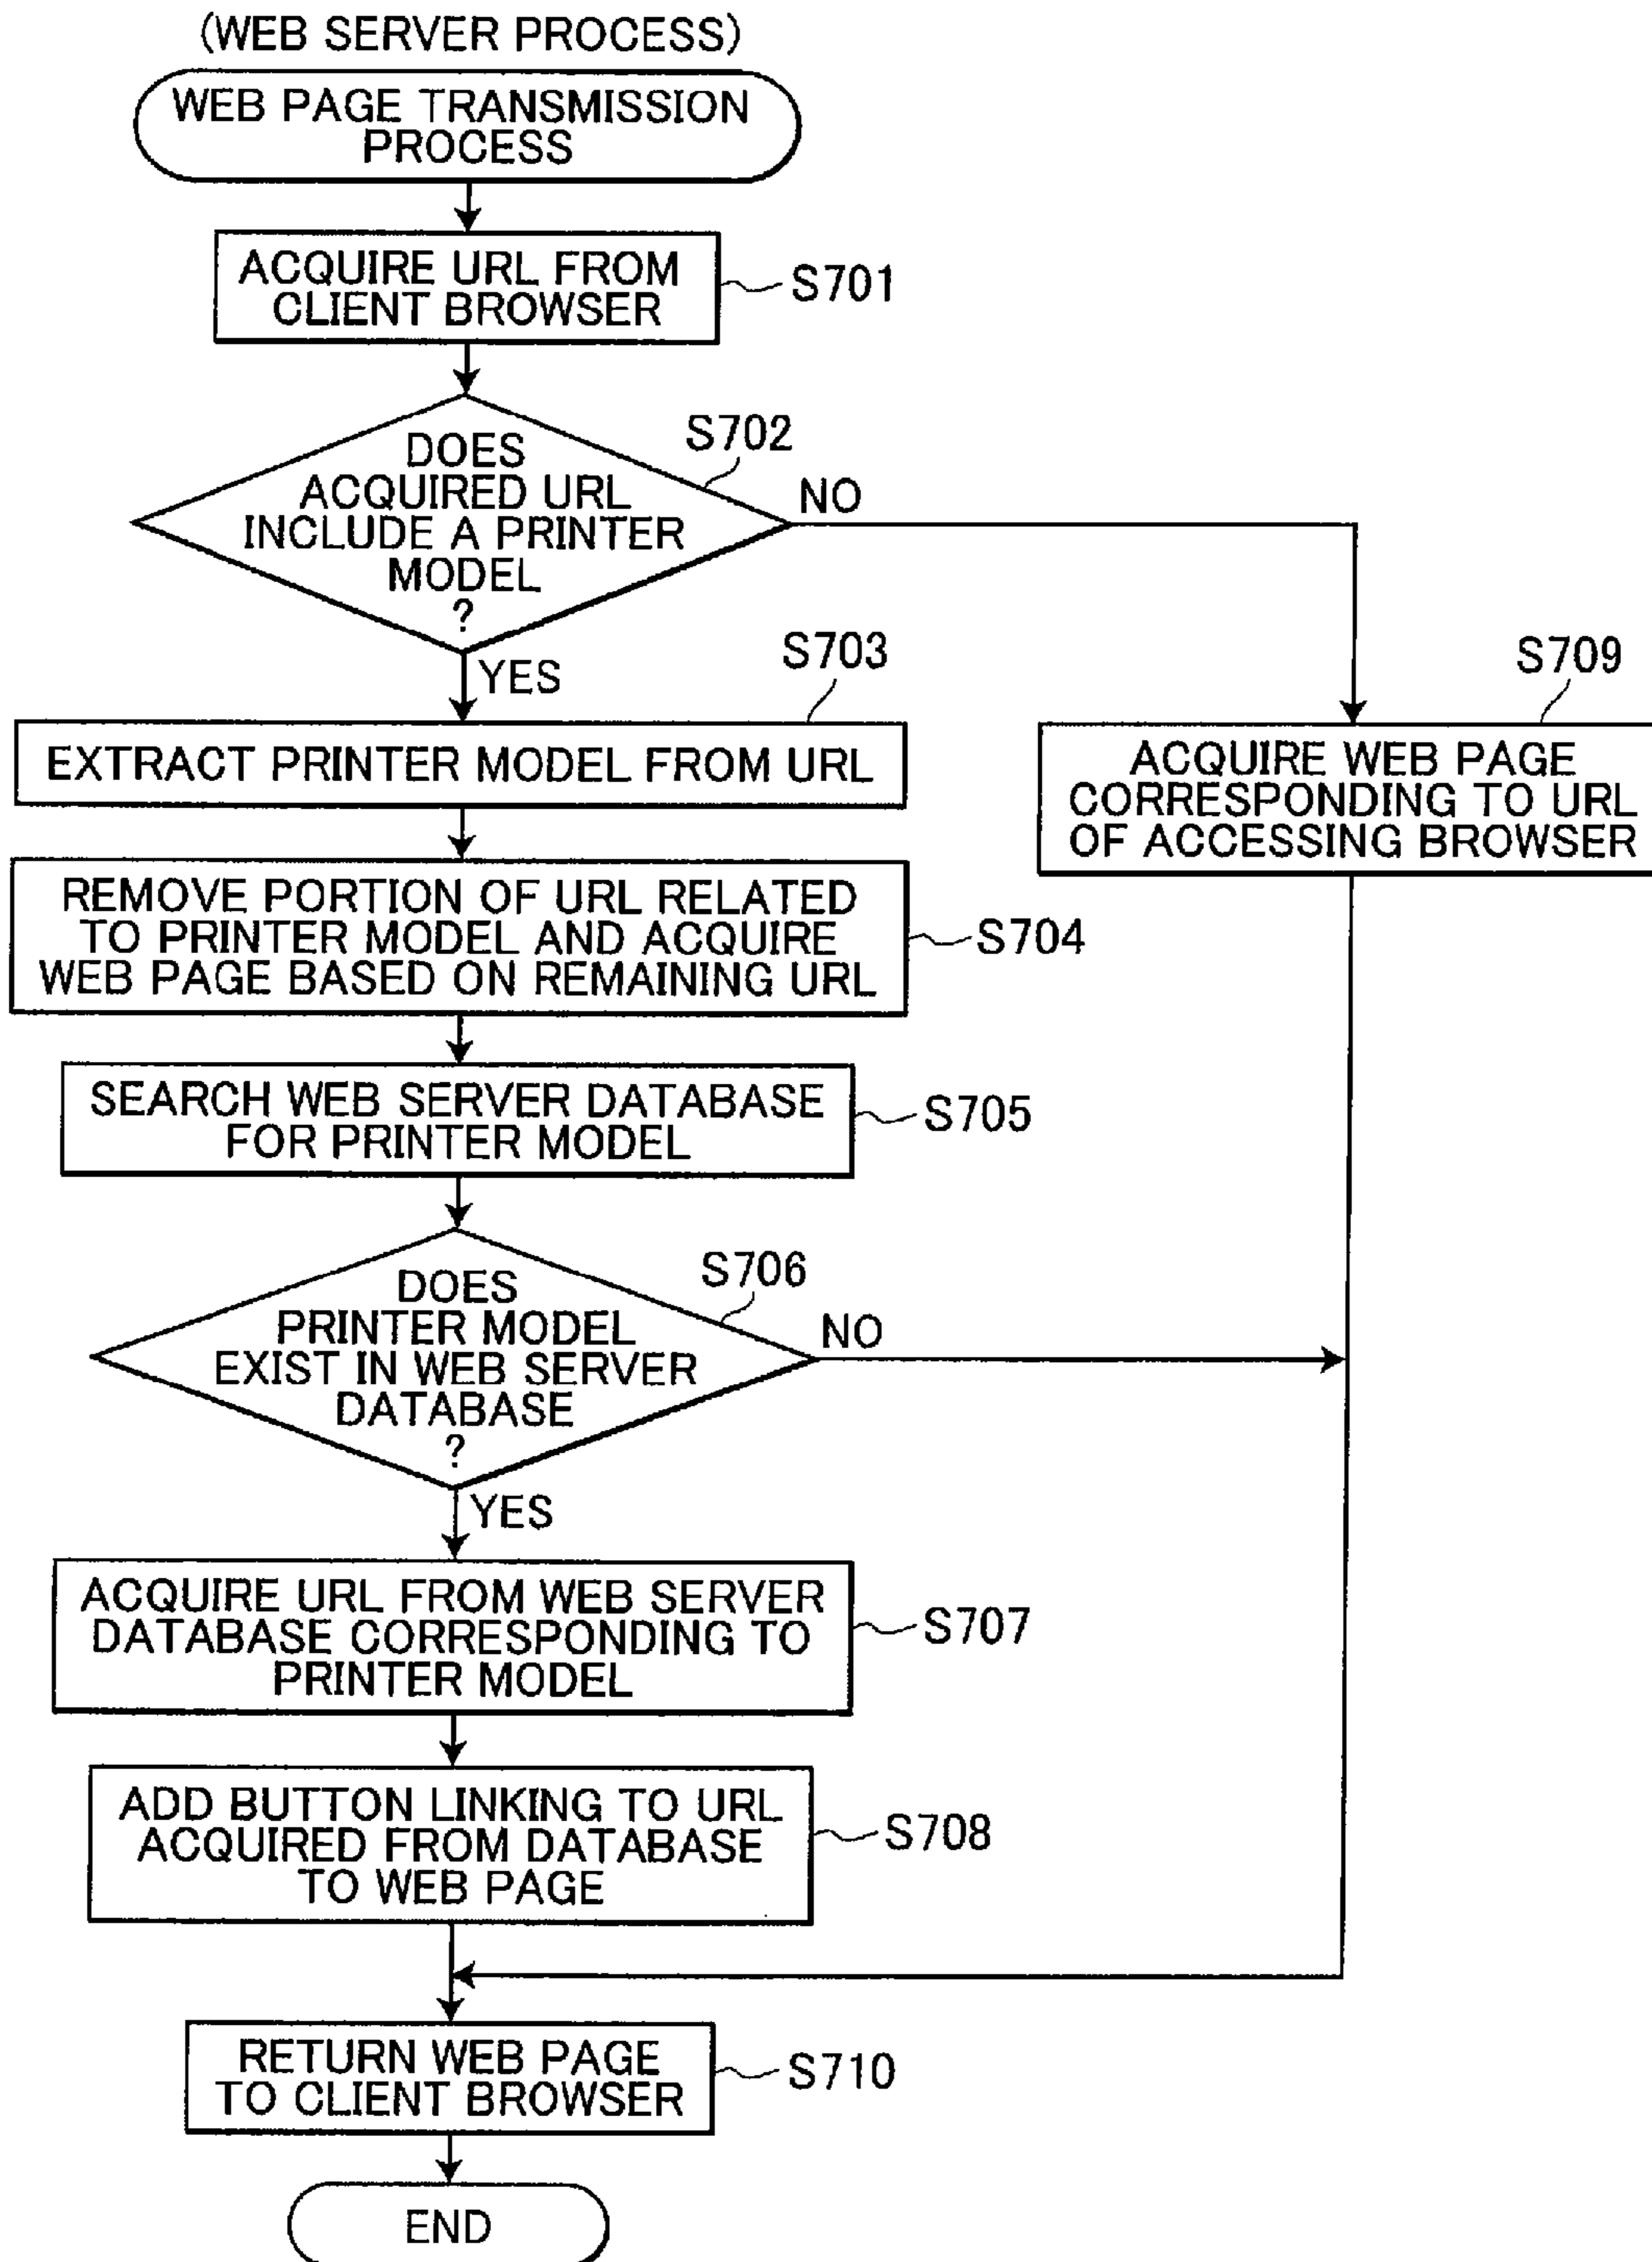 (WEB SERVER PROCESS)
WEB PAGE TRANSMISSION
PROCESS
ACQUIRE URL FROM
CLIENT BROWSER
S701
S702
DOES
ACQUIRED URL
INCLUDE A PRINTER
MODEL
?
NO
YES
S703
EXTRACT PRINTER MODEL FROM URL
S709
ACQUIRE WEB PAGE
CORRESPONDING TO URL
OF ACCESSING BROWSER
REMOVE PORTION OF URL RELATED
TO PRINTER MODEL AND ACQUIRE
WEB PAGE BASED ON REMAINING URL
S704
SEARCH WEB SERVER DATABASE
FOR PRINTER MODEL
S705
S706
DOES
PRINTER MODEL
EXIST IN WEB SERVER
DATABASE
?
NO
YES
ACQUIRE URL FROM WEB SERVER
DATABASE CORRESPONDING TO
PRINTER MODEL
S707
ADD BUTTON LINKING TO URL
ACQUIRED FROM DATABASE
TO WEB PAGE
S708
RETURN WEB PAGE
TO CLIENT BROWSER
S710
END